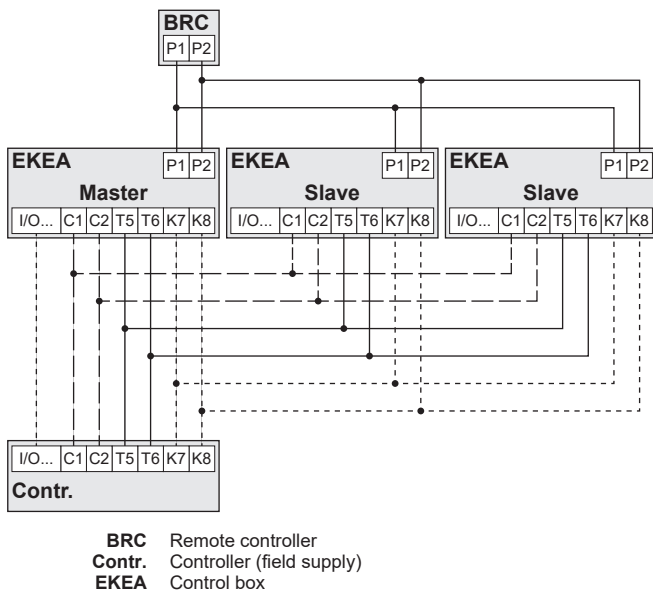 BRC
P1 P2
EKEA P1 P2 EKEA P1 P2 EKEA P1 P2
Master Slave Slave
I/O... C1 C2 T5 T6 K7 K8 I/O... C1 C2 T5 T6 K7 K8 I/O... C1 C2 T5 T6 K7 K8
I/O... C1 C2 T5 T6 K7 K8
Contr.
BRC Remote controller
Contr. Controller (field supply)
EKEA Control box